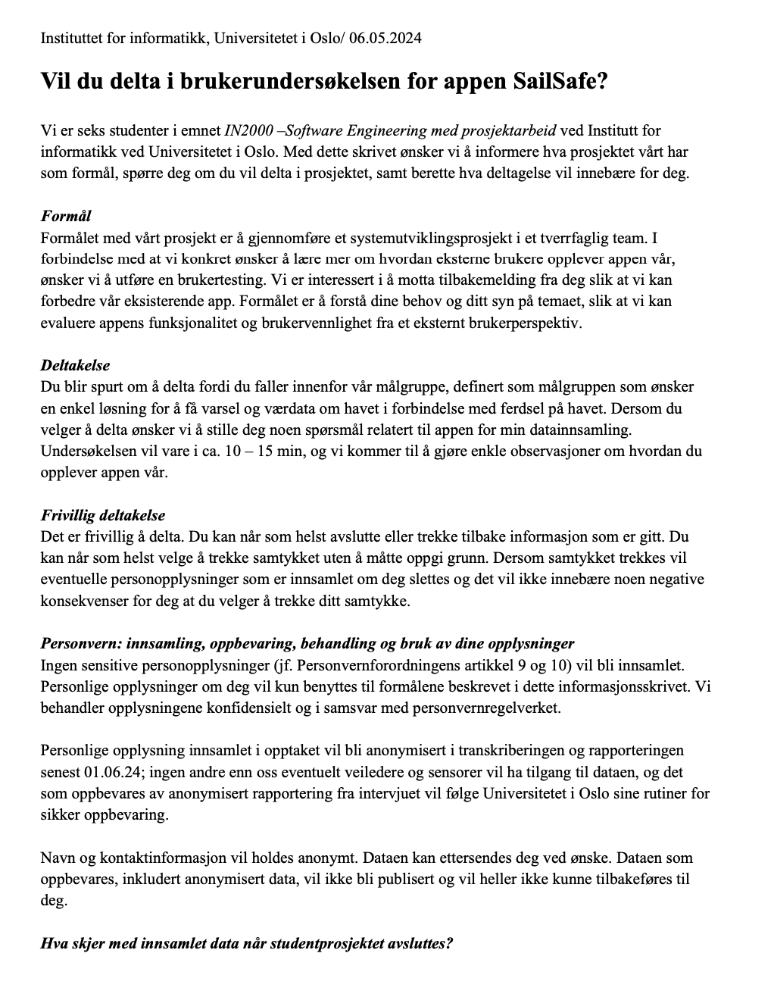 Instituttet for informatikk, Universitetet i Oslo/ 06.05.2024
Vil du delta i brukerundersøkelsen for appen SailSafe?
Vi er seks studenter i emnet IN2000 –Software Engineering med prosjektarbeid ved Institutt for
informatikk ved Universitetet i Oslo. Med dette skrivet ønsker vi å informere hva prosjektet vårt har
som formål, spørre deg om du vil delta i prosjektet, samt berette hva deltagelse vil innebære for deg.
Formål
Formålet med vårt prosjekt er å gjennomføre et systemutviklingsprosjekt i et tverrfaglig team. I
forbindelse med at vi konkret ønsker å lære mer om hvordan eksterne brukere opplever appen vår,
ønsker vi å utføre en brukertesting. Vi er interessert i å motta tilbakemelding fra deg slik at vi kan
forbedre vår eksisterende app. Formålet er å forstå dine behov og ditt syn på temaet, slik at vi kan
evaluere appens funksjonalitet og brukervennlighet fra et eksternt brukerperspektiv.
Deltakelse
Du blir spurt om å delta fordi du faller innenfor vår målgruppe, definert som målgruppen som ønsker
en enkel løsning for å få varsel og værdata om havet i forbindelse med ferdsel på havet. Dersom du
velger å delta ønsker vi å stille deg noen spørsmål relatert til appen for min datainnsamling.
Undersøkelsen vil vare i ca. 10 – 15 min, og vi kommer til å gjøre enkle observasjoner om hvordan du
opplever appen vår.
Frivillig deltakelse
Det er frivillig å delta. Du kan når som helst avslutte eller trekke tilbake informasjon som er gitt. Du
kan når som helst velge å trekke samtykket uten å måtte oppgi grunn. Dersom samtykket trekkes vil
eventuelle personopplysninger som er innsamlet om deg slettes og det vil ikke innebære noen negative
konsekvenser for deg at du velger å trekke ditt samtykke.
Personvern: innsamling, oppbevaring, behandling og bruk av dine opplysninger
Ingen sensitive personopplysninger (jf. Personvernforordningens artikkel 9 og 10) vil bli innsamlet.
Personlige opplysninger om deg vil kun benyttes til formålene beskrevet i dette informasjonsskrivet. Vi
behandler opplysningene konfidensielt og i samsvar med personvernregelverket.
Personlige opplysning innsamlet i opptaket vil bli anonymisert i transkriberingen og rapporteringen
senest 01.06.24; ingen andre enn oss eventuelt veiledere og sensorer vil ha tilgang til dataen, og det
som oppbevares av anonymisert rapportering fra intervjuet vil følge Universitetet i Oslo sine rutiner for
sikker oppbevaring.
Navn og kontaktinformasjon vil holdes anonymt. Dataen kan ettersendes deg ved ønske. Dataen som
oppbevares, inkludert anonymisert data, vil ikke bli publisert og vil heller ikke kunne tilbakeføres til
deg.
Hva skjer med innsamlet data når studentprosjektet avsluttes?